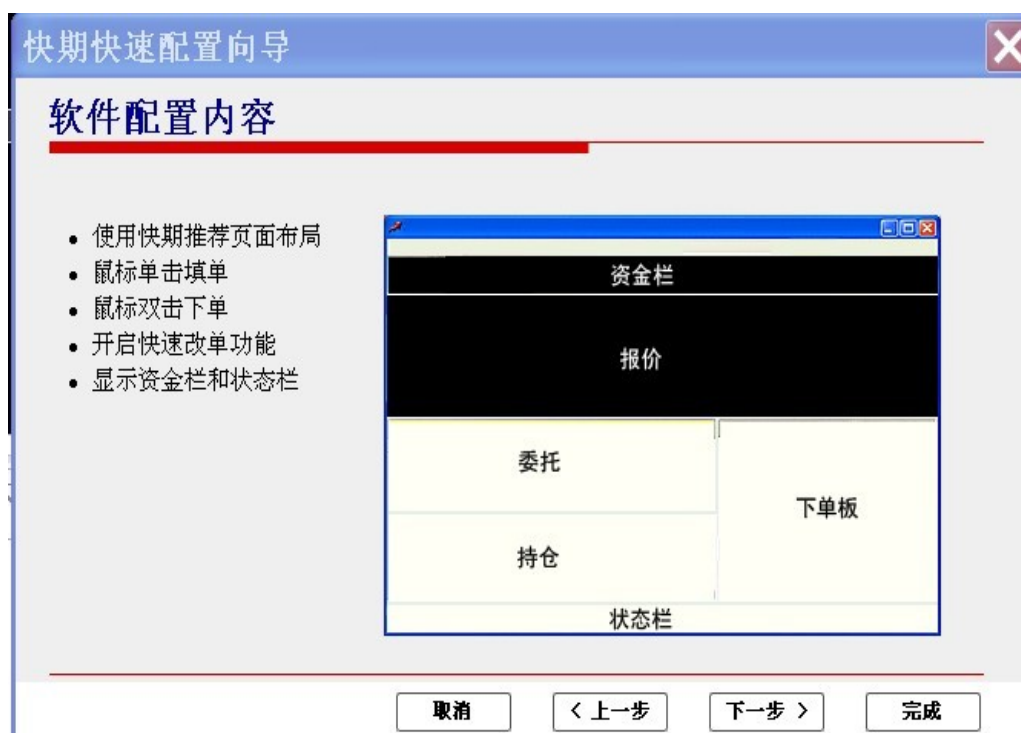 快期快速配置向导
软件配置内容
使用快期推荐页面布局
鼠标单击填单
鼠标双击下单
开启快速改单功能
显示资金栏和状态栏
资金栏
报价
委托
下单板
持仓
状态栏
取消
< 上一步
下一步 >
完成